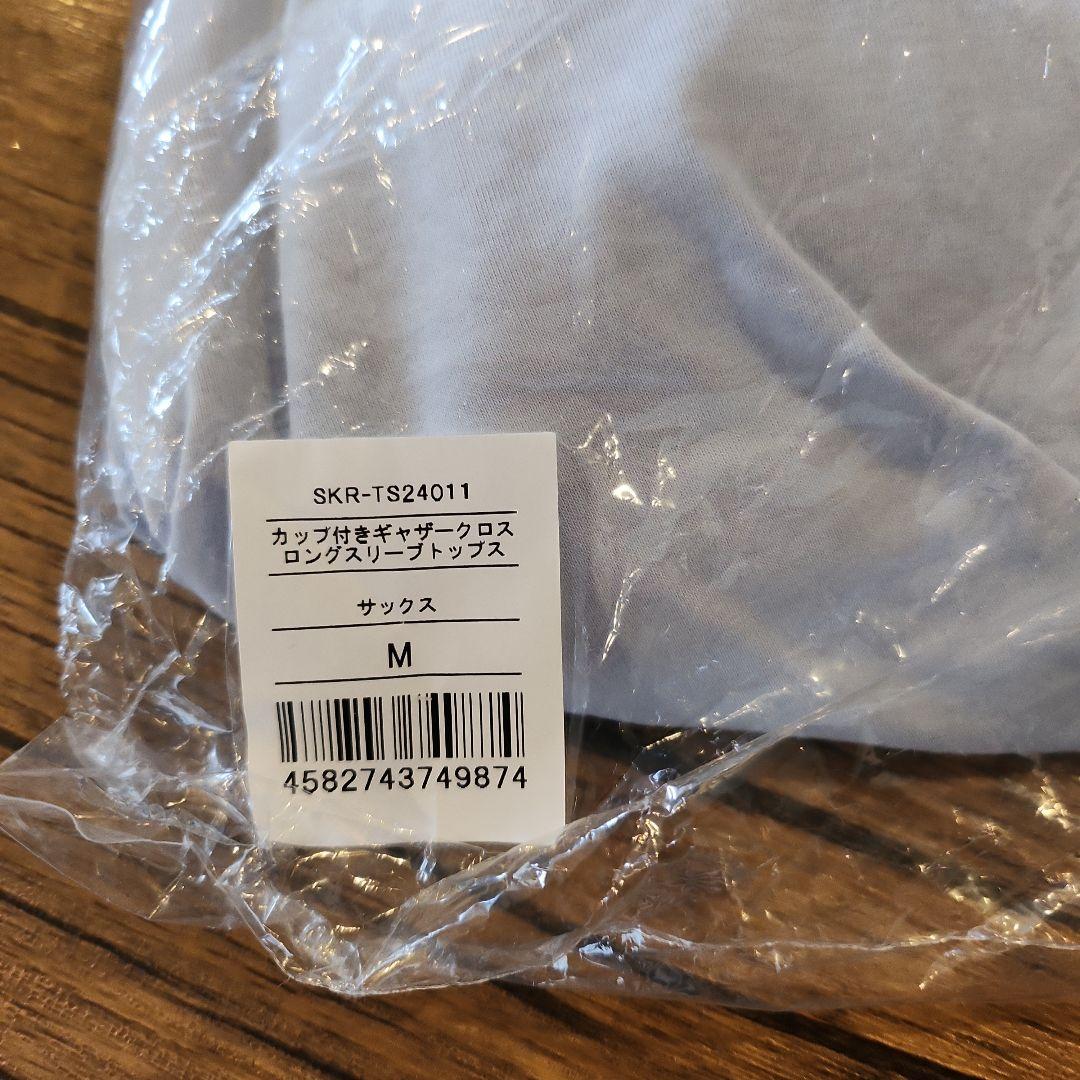 SKR-TS24011
カップ付きギャザークロス
ロングスリーブトップス
サックス
M
4582743749874